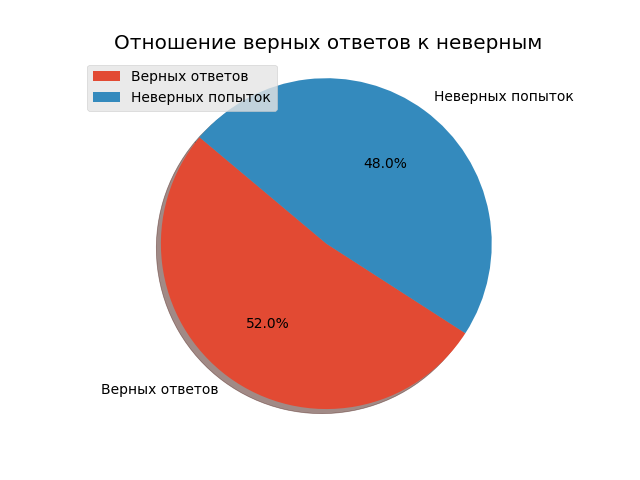 Отношение верных ответов к неверным
Верных ответов
Неверных попыток
Неверных попыток
48.0%
52.0%
Верных ответов